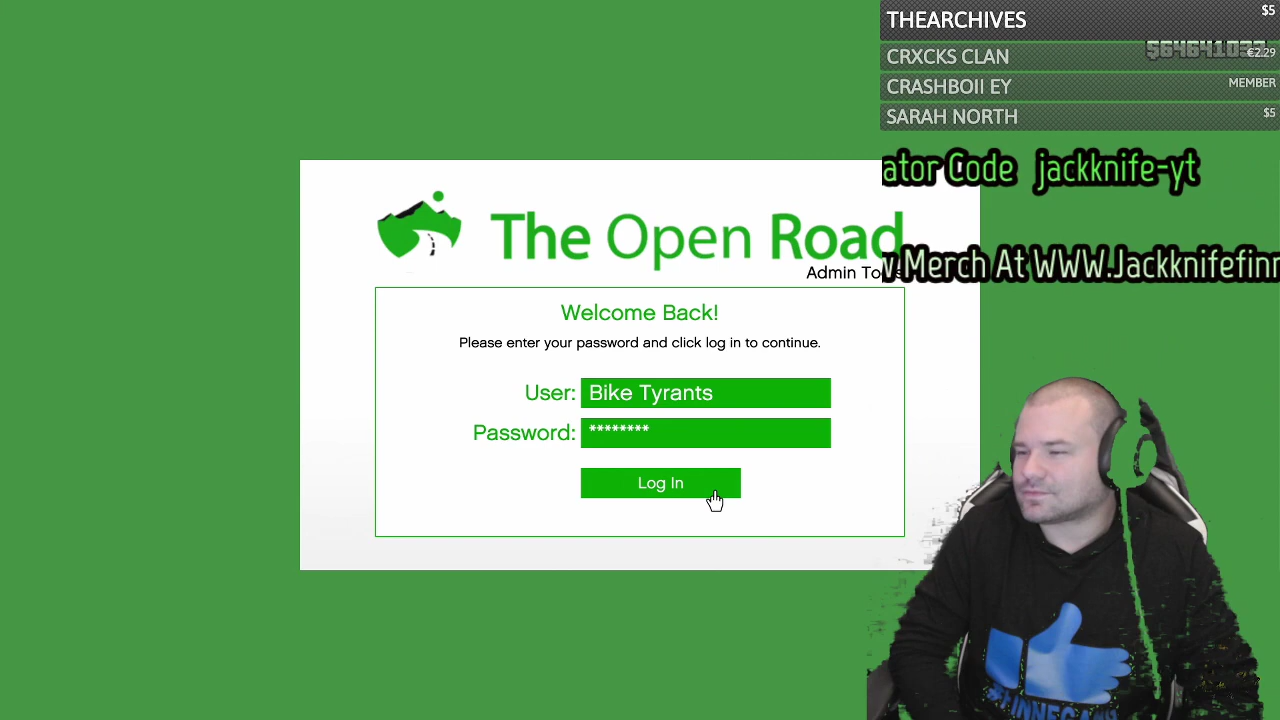 THEARCHIVES $5
CRXCKS CLAN €2.29
CRASHBOII EY MEMBER
SARAH NORTH $5
ator Code jackknife-yt
w Merch At WWW.Jackknifefinn
The Open Road
Admin To
Welcome Back!
Please enter your password and click log in to continue.
User: Bike Tyrants
Password: ********
Log In